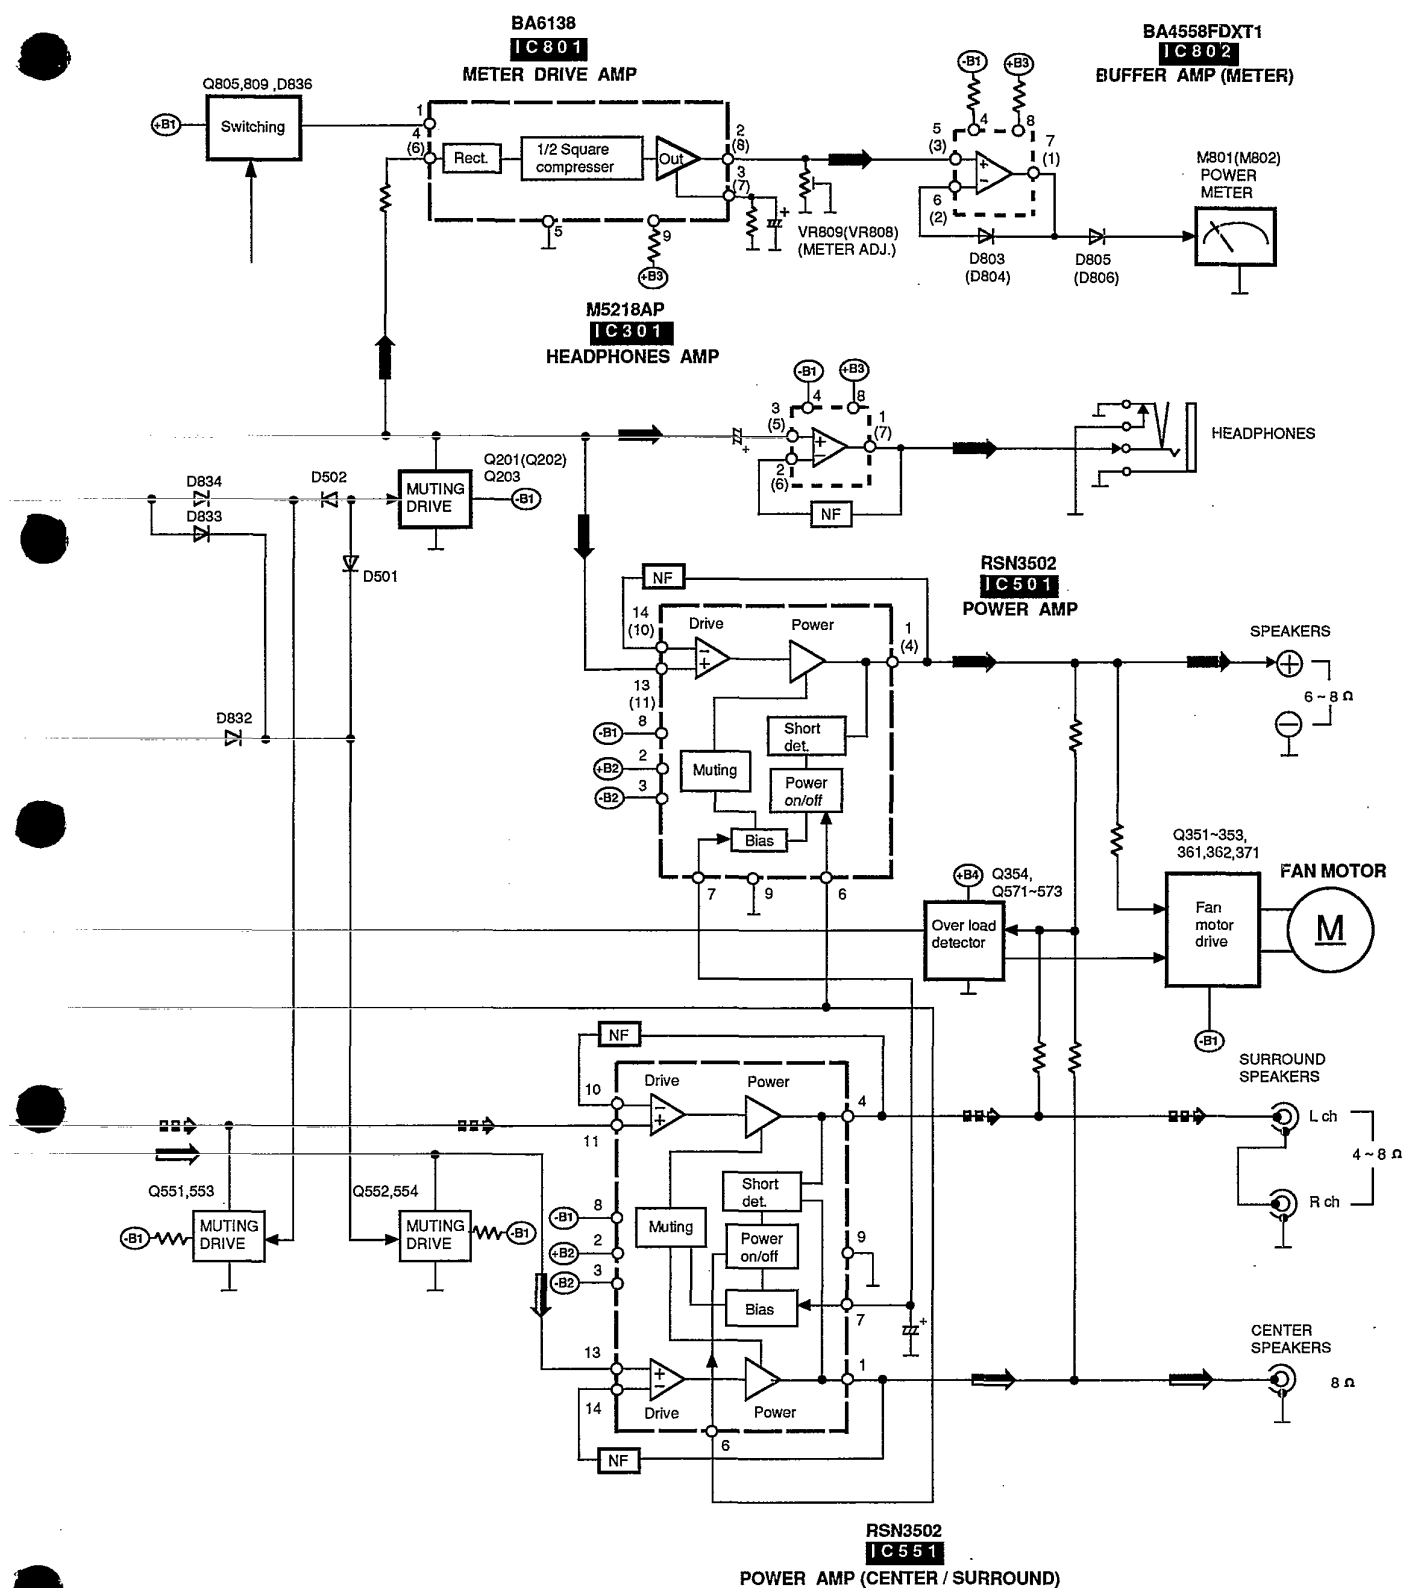 BA6138
IC801
METER DRIVE AMP
BA4558FDXT1
IC802
BUFFER AMP (METER)
Q805,809 ,D836
+B1
Switching
1
4
(6)
Rect.
1/2 Square
compresser
Out
2
(8)
3
(7)
+
5
9
+B3
VR809(VR808)
(METER ADJ.)
-B1
+B3
4
8
5
(3)
+
−
6
(2)
7
(1)
D803
(D804)
D805
(D806)
M801(M802)
POWER
METER
M5218AP
IC301
HEADPHONES AMP
-B1
+B3
4
8
3
(5)
+
+
−
2
(6)
1
(7)
NF
HEADPHONES
D834
D833
D502
D501
Q201(Q202)
Q203
MUTING
DRIVE
-B1
RSN3502
IC501
POWER AMP
NF
14
(10)
Drive
Power
−
+
13
(11)
1
(4)
8
-B1
2
+B2
3
-B2
Short
det.
Muting
Power
on/off
Bias
7
9
6
SPEAKERS
+
6 ~ 8 Ω
−
D832
+B4
Q354,
Q571~573
Over load
detector
Q351~353,
361,362,371
Fan
motor
drive
FAN MOTOR
M
-B1
NF
10
Drive
Power
4
−
+
11
Short
det.
Muting
Power
on/off
Bias
8
-B1
2
+B2
3
-B2
9
7
+
13
+
−
14
Drive
Power
1
6
NF
Q551,553
MUTING
DRIVE
-B1
Q552,554
MUTING
DRIVE
-B1
SURROUND
SPEAKERS
L ch
4 ~ 8 Ω
R ch
CENTER
SPEAKERS
8 Ω
RSN3502
IC551
POWER AMP (CENTER / SURROUND)